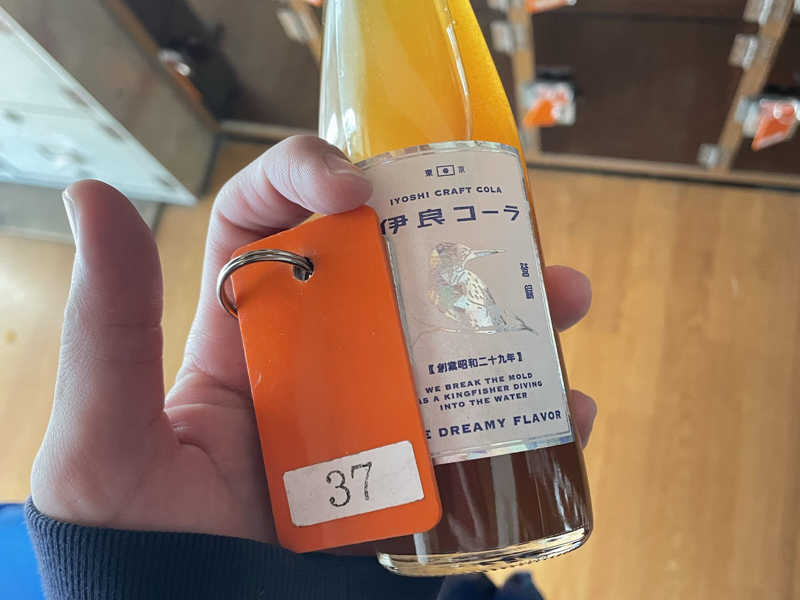 東 京
IYOSHI CRAFT COLA
伊良コーラ
WE BREAK THE MOLD
AS A KINGFISHER DIVING
INTO THE WATER
DREAMY FLAVOR
【創業昭和二十九年】
37